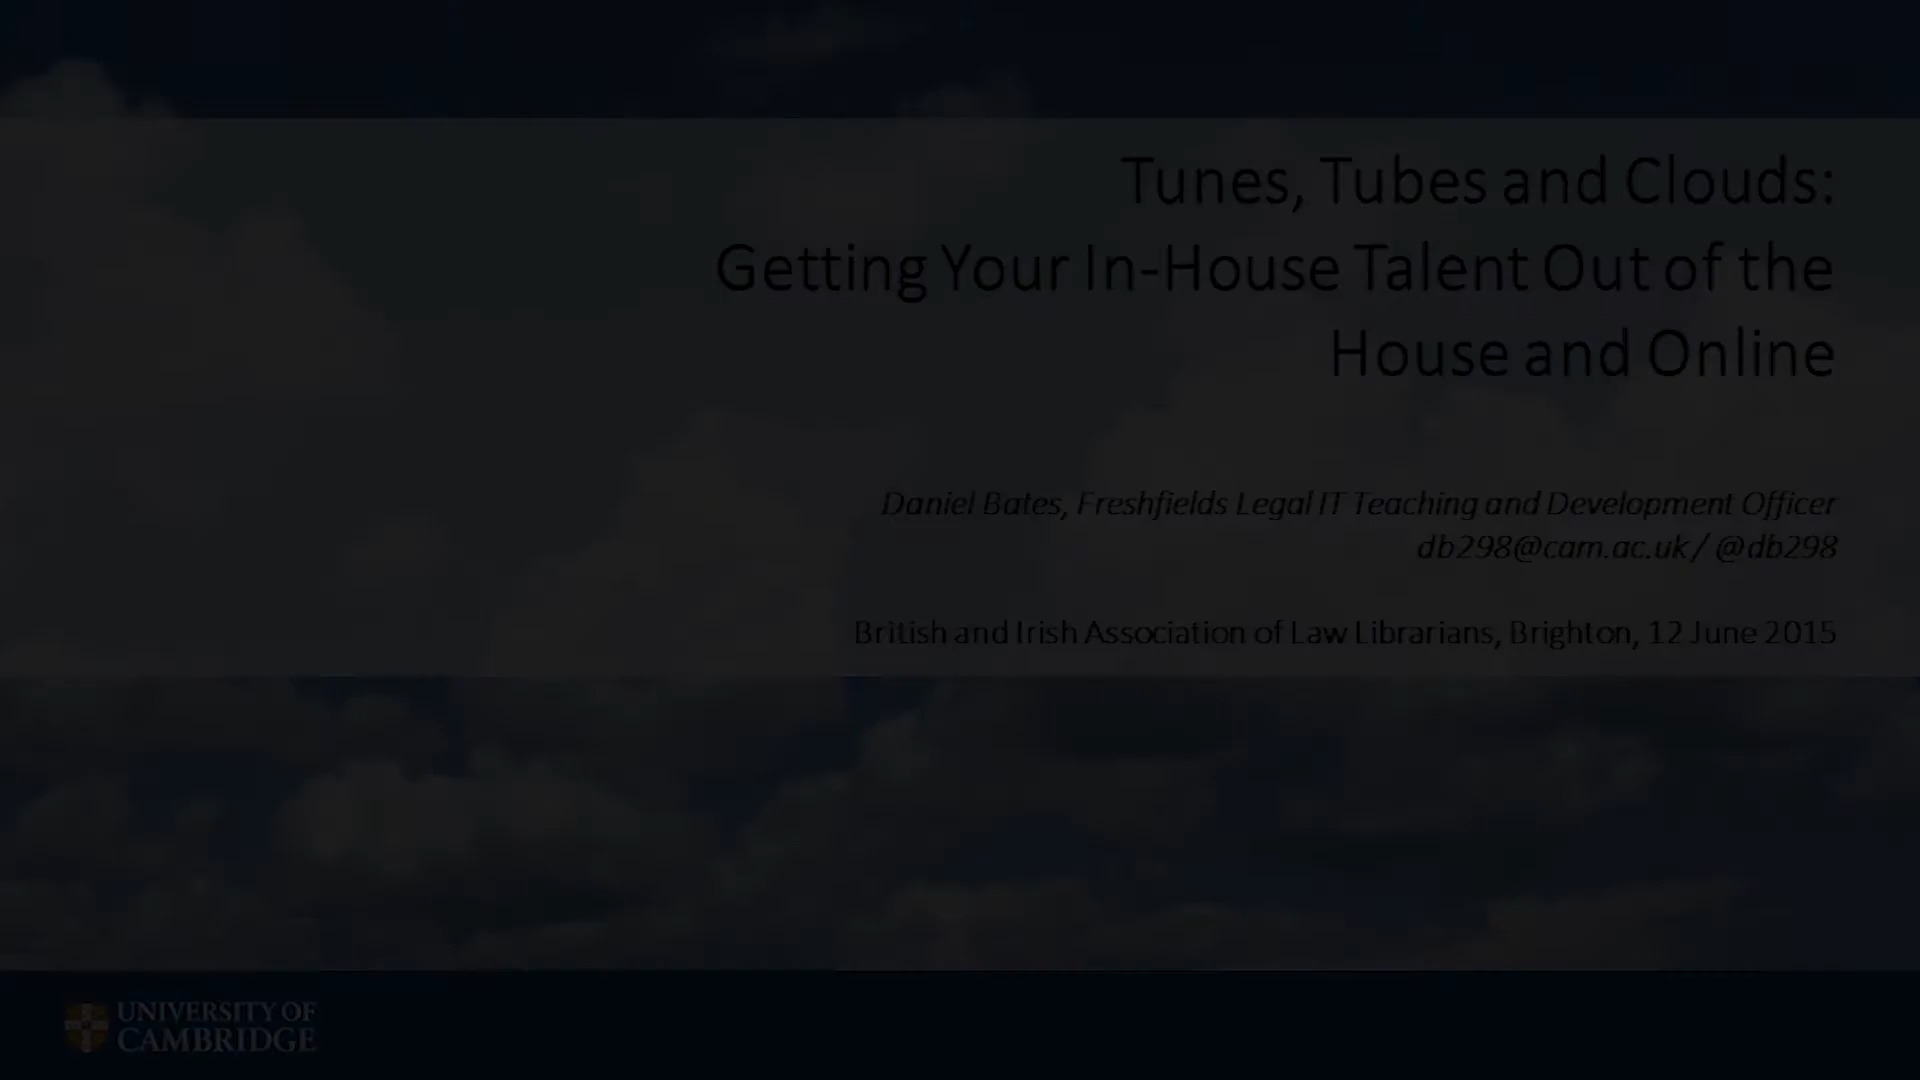 Tunes, Tubes and Clouds:
Getting Your In-House Talent Out of the
House and Online
Daniel Bates, Freshfields Legal IT Teaching and Development Officer
db298@cam.ac.uk / @db298
British and Irish Association of Law Librarians, Brighton, 12 June 2015
UNIVERSITY OF
CAMBRIDGE